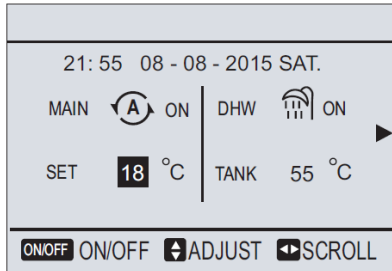 21: 55 08 - 08 - 2015 SAT.
MAIN A ON DHW ON
SET 18 °C TANK 55 °C
ON/OFF ON/OFF ADJUST SCROLL